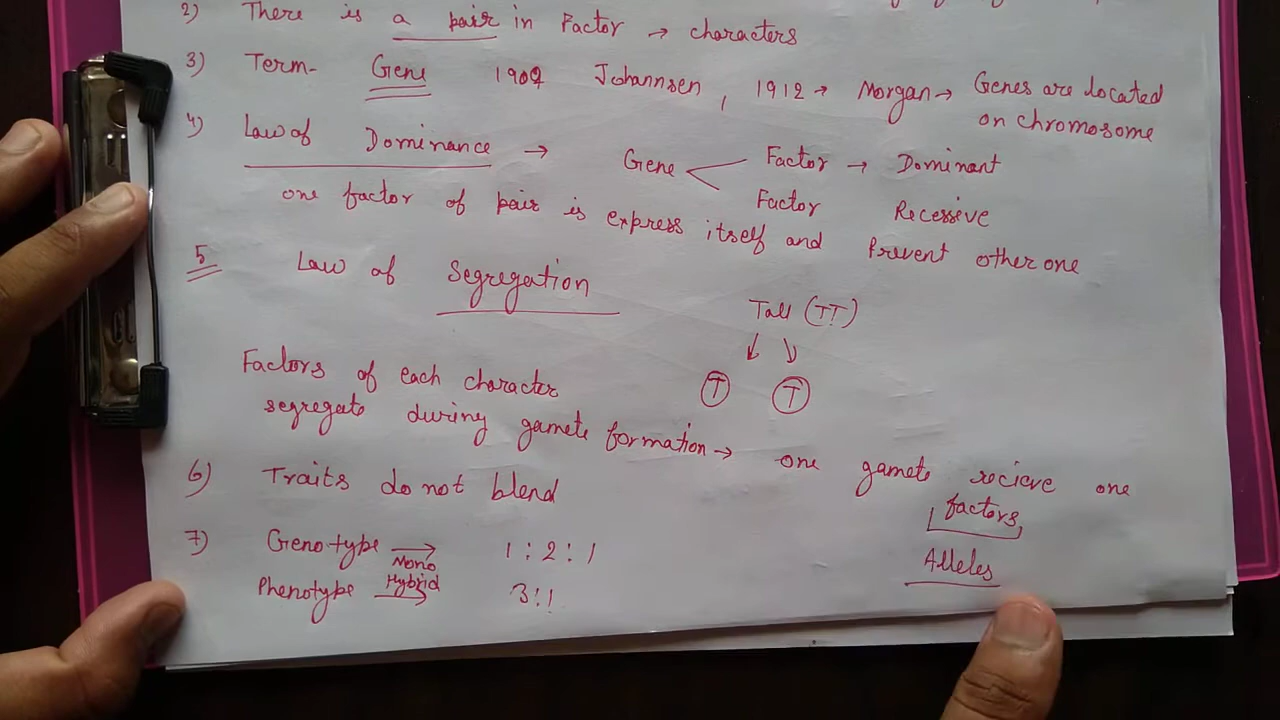 2) There is a pair in Factor → characters
3) Term- Gene 1909 Johannsen, 1912 → Morgan → Genes are located
on chromosome
4) Law of Dominance → Gene Factor → Dominant
Factor Recessive
one factor of pair is express itself and Prevent other one
5 Law of Segregation
Tall (TT)
T T
Factors of each character
segregate during gamete formation → one gamete recieve one
factors
Alleles
6) Traits do not blend
7) Genotype → 1:2:1
Mono
Hybrid
Phenotype → 3:1